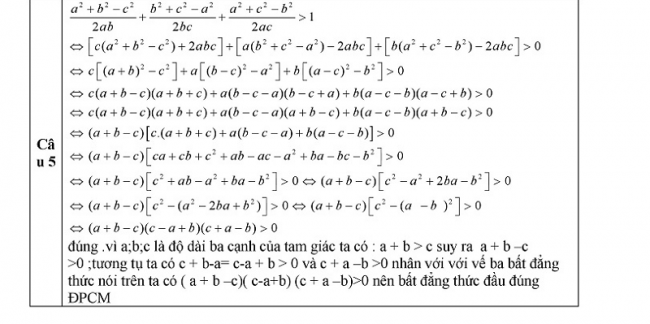 a² + b² − c²/2ab + b² + c² − a²/2bc + a² + c² − b²/2ac > 1
⇔ [c(a² + b² − c²) + 2abc] + [a(b² + c² − a²) − 2abc] + [b(a² + c² − b²) − 2abc] > 0
⇔ c[(a + b)² − c²] + a[(b − c)² − a²] + b[(a − c)² − b²] > 0
⇔ c(a + b − c)(a + b + c) + a(b − c − a)(b − c + a) + b(a − c − b)(a − c + b) > 0
⇔ c(a + b − c)(a + b + c) + a(b − c − a)(a + b − c) + b(a − c − b)(a + b − c) > 0
⇔ (a + b − c)[c.(a + b + c) + a(b − c − a) + b(a − c − b)] > 0
Câ
u 5
⇔ (a + b − c)[ca + cb + c² + ab − ac − a² + ba − bc − b²] > 0
⇔ (a + b − c)[c² + ab − a² + ba − b²] > 0 ⇔ (a + b − c)[c² − a² + 2ba − b²] > 0
⇔ (a + b − c)[c² − (a² − 2ba + b²)] > 0 ⇔ (a + b − c)[c² − (a − b )²] > 0
⇔ (a + b − c)(c − a + b)(c + a − b) > 0
đúng .vì a;b;c là độ dài ba cạnh của tam giác ta có : a + b > c suy ra a + b –c
>0 ;tương tụ ta có c + b-a= c-a + b > 0 và c + a –b >0 nhân với với vế ba bất đẳng
thức nói trên ta có ( a + b –c)( c-a+b) (c + a –b)>0 nên bất đẳng thức đầu đúng
ĐPCM